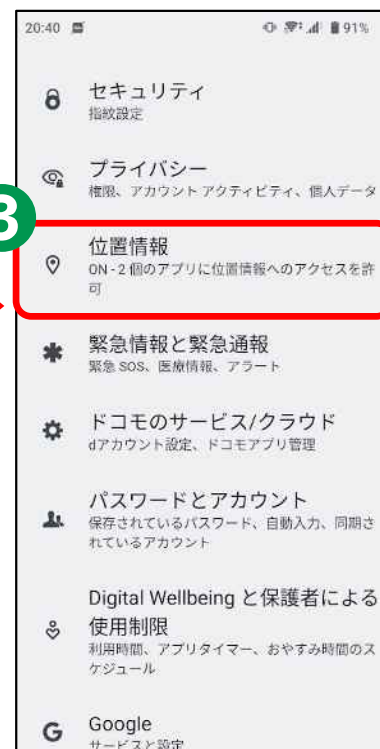 20:40
91%
セキュリティ
指紋設定
プライバシー
権限、アカウント アクティビティ、個人データ
3
位置情報
ON - 2 個のアプリに位置情報へのアクセスを許
可
緊急情報と緊急通報
緊急 SOS、医療情報、アラート
ドコモのサービス/クラウド
dアカウント設定、ドコモアプリ管理
パスワードとアカウント
保存されているパスワード、自動入力、同期さ
れているアカウント
Digital Wellbeing と保護者による
使用制限
利用時間、アプリタイマー、おやすみ時間のス
ケジュール
Google
サービスと設定